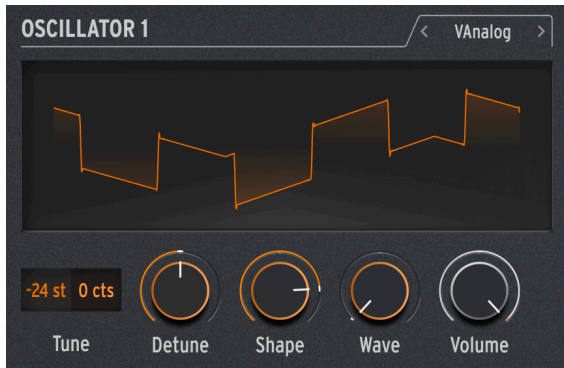 OSCILLATOR 1
< VAnalog >
-24 st 0 cts
Tune Detune Shape Wave Volume